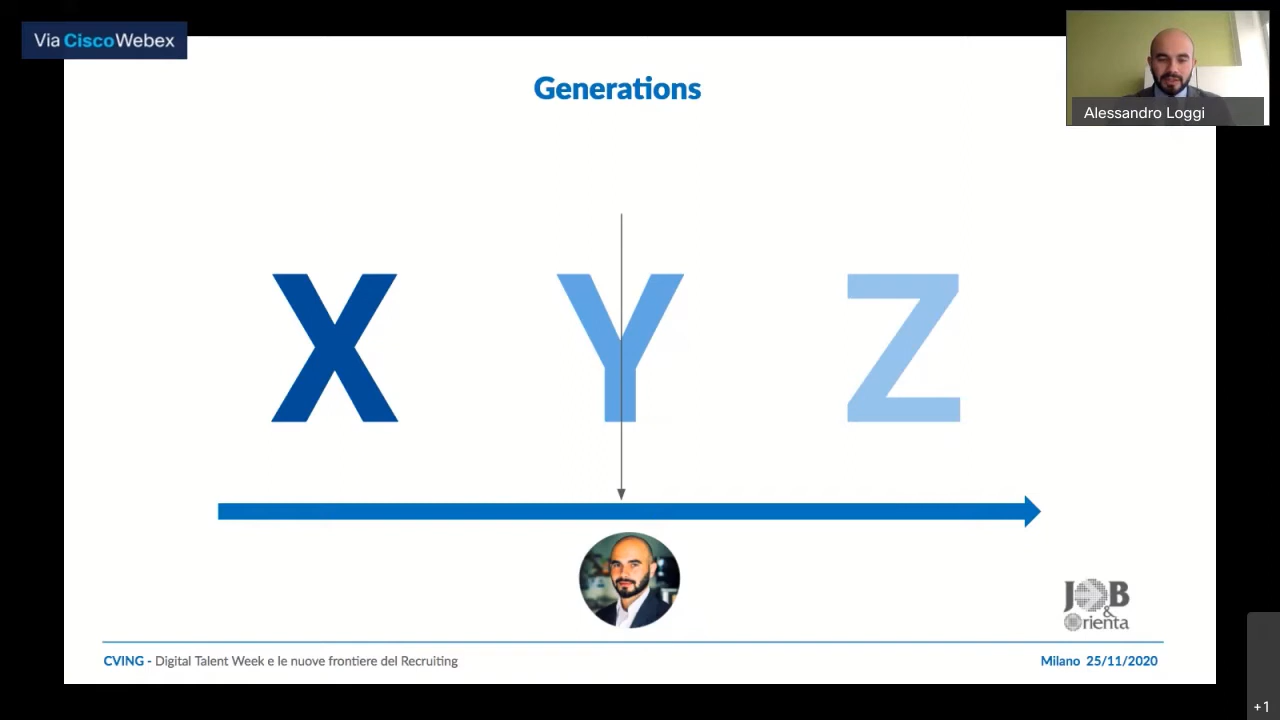 Via CiscoWebex
Alessandro Loggi
Generations
X Y Z
JOB
&
Orienta
CVING - Digital Talent Week e le nuove frontiere del Recruiting
Milano 25/11/2020
+1